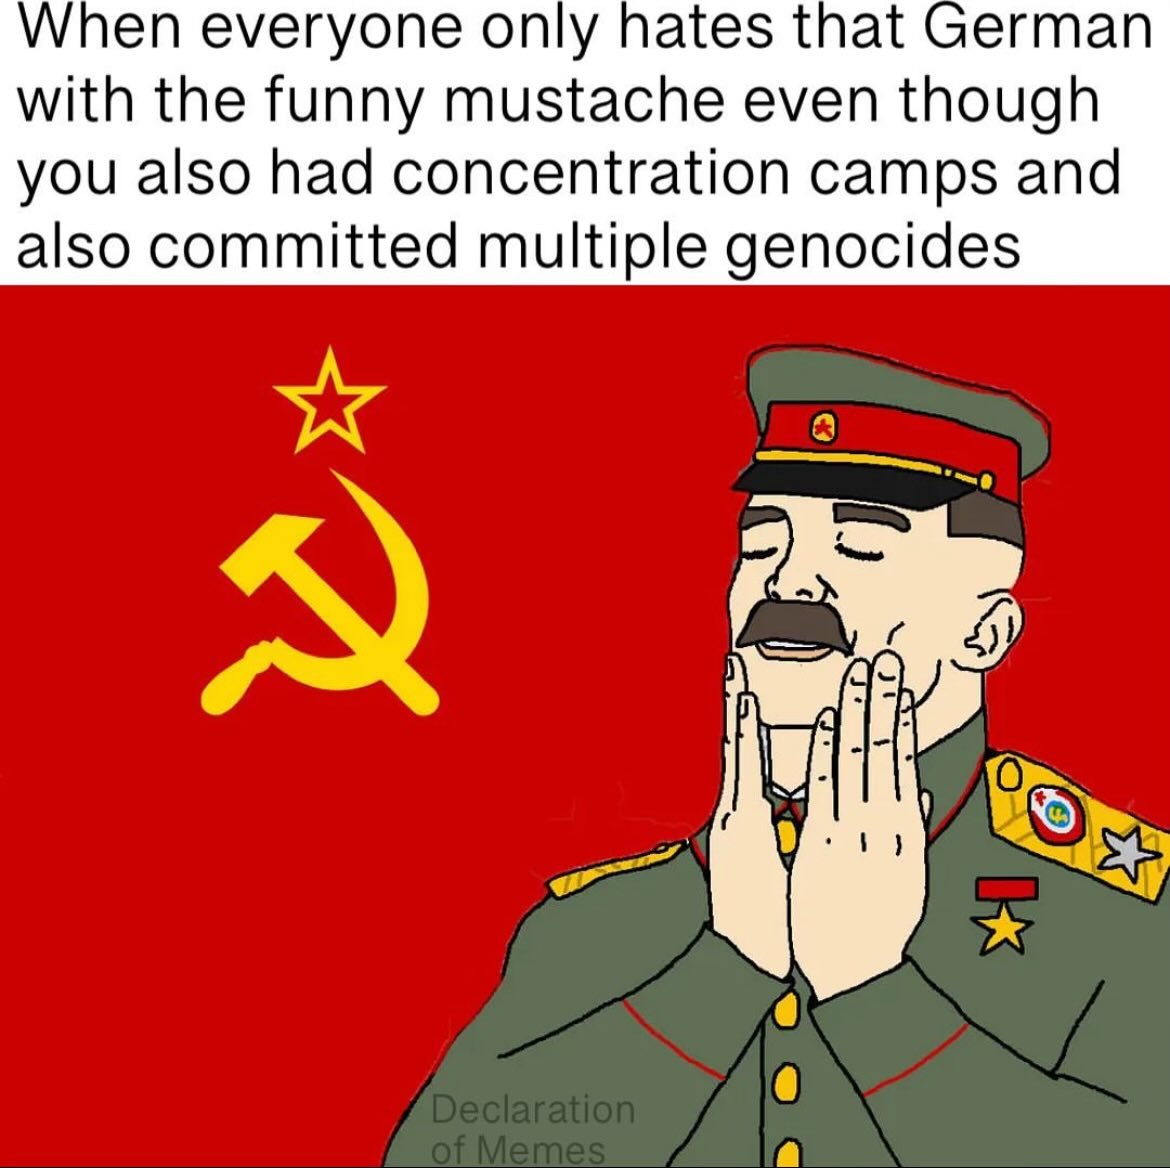 When everyone only hates that German
with the funny mustache even though
you also had concentration camps and
also committed multiple genocides
Declaration
of Memes